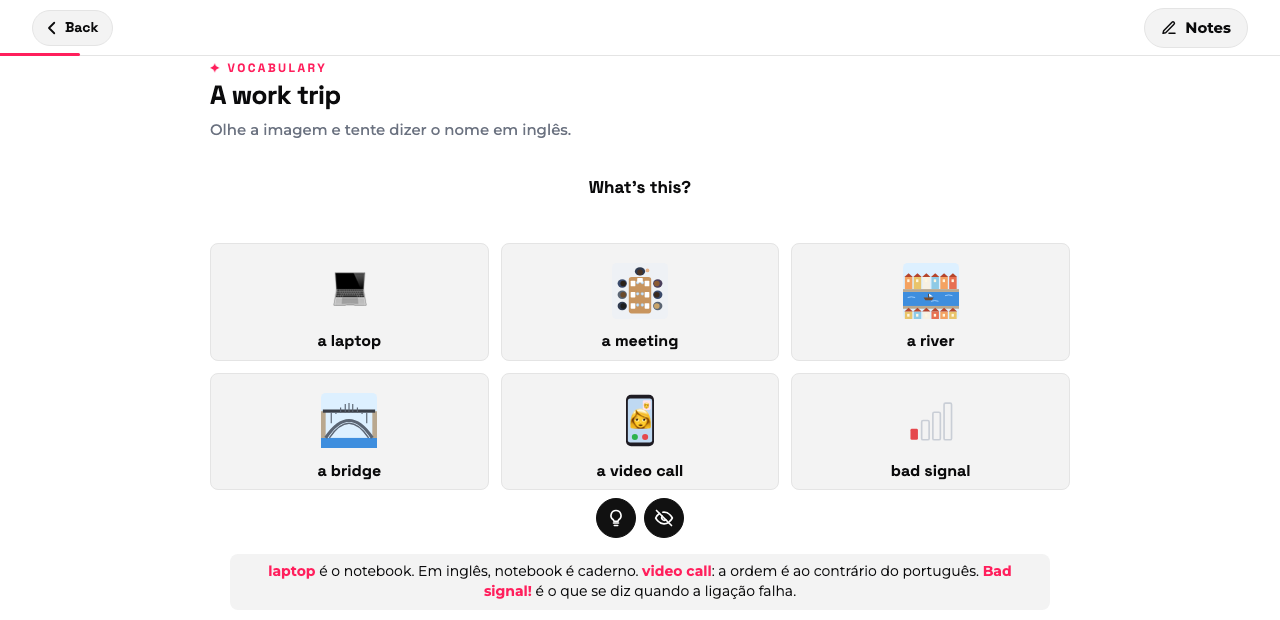 Back
Notes
VOCABULARY
A work trip
Olhe a imagem e tente dizer o nome em inglês.
What's this?
a laptop
a meeting
a river
a bridge
a video call
bad signal
laptop é o notebook. Em inglês, notebook é caderno. video call: a ordem é ao contrário do português. Bad
signal! é o que se diz quando a ligação falha.